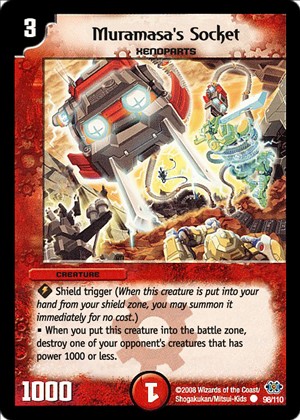 3
Muramasa's Socket
XENOPARTS
CREATURE
Shield trigger (When this creature is put into your
hand from your shield zone, you may summon it
immediately for no cost.)
▪ When you put this creature into the battle zone,
destroy one of your opponent's creatures that
has power 1000 or less.
1000
1
©2008 Wizards of the Coast/
Shogakukan/Mitsui-Kids ● 98/110